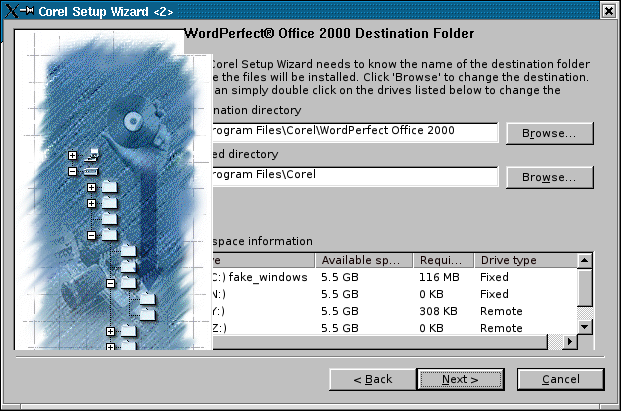 Corel Setup Wizard <2>
WordPerfect® Office 2000 Destination Folder
Corel Setup Wizard needs to know the name of the destination folder
e the files will be installed. Click 'Browse' to change the destination.
an simply double click on the drives listed below to change the
nation directory
rogram Files\Corel\WordPerfect Office 2000
Browse...
ed directory
rogram Files\Corel
Browse...
space information
ve Available sp... Requi... Drive type
C:) fake_windows 5.5 GB 116 MB Fixed
N:) 5.5 GB 0 KB Fixed
Y:) 5.5 GB 308 KB Remote
Z:) 5.5 GB 0 KB Remote
< Back Next > Cancel